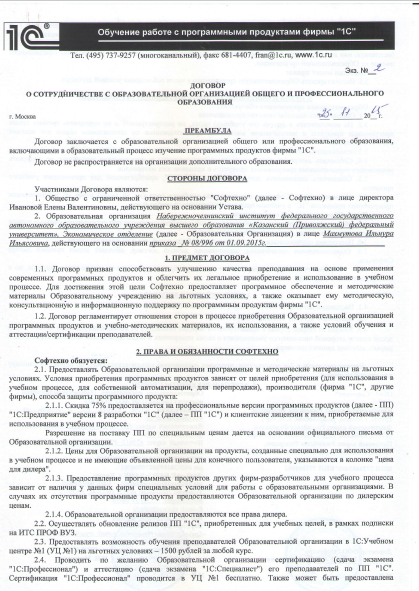 1С®
Обучение работе с программными продуктами фирмы "1С"
Тел. (495) 737-9257 (многоканальный), факс 681-4407, fran@1c.ru, www.1c.ru
Экз. № 2
ДОГОВОР
О СОТРУДНИЧЕСТВЕ С ОБРАЗОВАТЕЛЬНОЙ ОРГАНИЗАЦИЕЙ ОБЩЕГО И ПРОФЕССИОНАЛЬНОГО
ОБРАЗОВАНИЯ
г. Москва
25. 11 2015г.
ПРЕАМБУЛА
Договор заключается с образовательной организацией общего или профессионального образования,
включающими в образовательный процесс изучение программных продуктов фирмы "1С".
Договор не распространяется на организации дополнительного образования.
СТОРОНЫ ДОГОВОРА
Участниками Договора являются:
1. Общество с ограниченной ответственностью "Софтехно" (далее - Софтехно) в лице директора
Ивановой Елены Валентиновны, действующего на основании Устава.
2. Образовательная организация Набережночелнинский институт федерального государственного
автономного образовательного учреждения высшего образования «Казанский (Приволжский) федеральный
университет». Экономическое отделение (далее - Образовательная Организация) в лице Махмутова Ильнура
Ильясовича, действующего на основании приказа № 08/996 от 01.09.2015г.
1. ПРЕДМЕТ ДОГОВОРА
1.1. Договор призван способствовать улучшению качества преподавания на основе применения
современных программных продуктов и облегчить их легальное приобретение и использование в учебном
процессе. Для достижения этой цели Софтехно предоставляет программное обеспечение и методические
материалы Образовательному учреждению на льготных условиях, а также оказывает ему методическую,
консультационную и информационную поддержку по программным продуктам фирмы "1С".
1.2. Договор регламентирует отношения сторон в процессе приобретения Образовательной организацией
программных продуктов и учебно-методических материалов, их использования, а также условий обучения и
аттестации/сертификации преподавателей.
2. ПРАВА И ОБЯЗАННОСТИ СОФТЕХНО
Софтехно обязуется:
2.1. Предоставлять Образовательной организации программные и методические материалы на льготных
условиях. Условия приобретения программных продуктов зависят от целей приобретения (для использования в
учебном процессе, для собственной автоматизации, для перепродажи), производителя (фирма "1С", другие
фирмы), способа защиты программного продукта:
2.1.1. Скидка 75% предоставляется на профессиональные версии программных продуктов (далее - ПП)
"1С:Предприятие" версии 8 разработки "1С" (далее – ПП "1С") и клиентские лицензии к ним, приобретаемые для
использования в учебном процессе.
Разрешение на поставку ПП по специальным ценам дается на основании официального письма от
Образовательной организации.
2.1.2. Цены для Образовательной организации на продукты, созданные специально для использования
в учебном процессе и не имеющие объявленной цены для конечного пользователя, указываются в колонке "цена
для дилера".
2.1.3. Предоставление программных продуктов других фирм-разработчиков для учебного процесса
зависит от наличия у данных фирм специальных условий для работы с образовательными организациями. В
случаях их отсутствия программные продукты предоставляются Образовательной организации по дилерским
ценам.
2.1.4. Образовательной организации предоставляются все права дилера.
2.2. Осуществлять обновление релизов ПП "1С", приобретенных для учебных целей, в рамках подписки
на ИТС ПРОФ ВУЗ.
2.3. Предоставлять возможность обучения преподавателей Образовательной организации в 1С:Учебном
центре №1 (УЦ №1) на льготных условиях – 1500 рублей за любой курс.
2.4. Проводить по желанию Образовательной организации сертификацию (сдача экзамена
"1С:Профессионал") и аттестацию (сдача экзамена "1С:Специалист") его преподавателей по ПП "1С".
Сертификация "1С:Профессионал" проводится в УЦ №1 бесплатно. Также может быть предоставлена